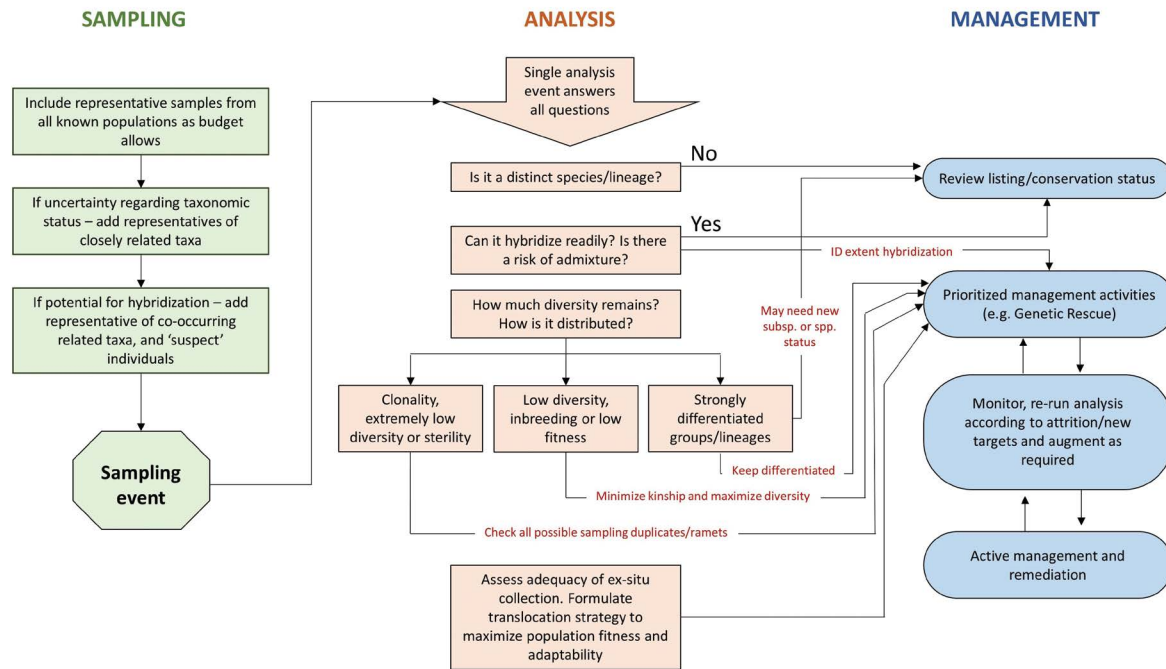 SAMPLING
Include representative samples from
all known populations as budget
allows
If uncertainty regarding taxonomic
status – add representatives of
closely related taxa
If potential for hybridization – add
representative of co-occurring
related taxa, and ‘suspect’
individuals
Sampling
event
ANALYSIS
Single analysis
event answers
all questions
Is it a distinct species/lineage?
No
Can it hybridize readily? Is there
a risk of admixture?
Yes
ID extent hybridization
How much diversity remains?
How is it distributed?
May need new
subsp. or spp.
status
Clonality,
extremely low
diversity or sterility
Low diversity,
inbreeding or low
fitness
Strongly
differentiated
groups/lineages
Keep differentiated
Minimize kinship and maximize diversity
Check all possible sampling duplicates/ramets
Assess adequacy of ex-situ
collection. Formulate
translocation strategy to
maximize population fitness and
adaptability
MANAGEMENT
Review listing/conservation status
Prioritized management activities
(e.g. Genetic Rescue)
Monitor, re-run analysis
according to attrition/new
targets and augment as
required
Active management and
remediation